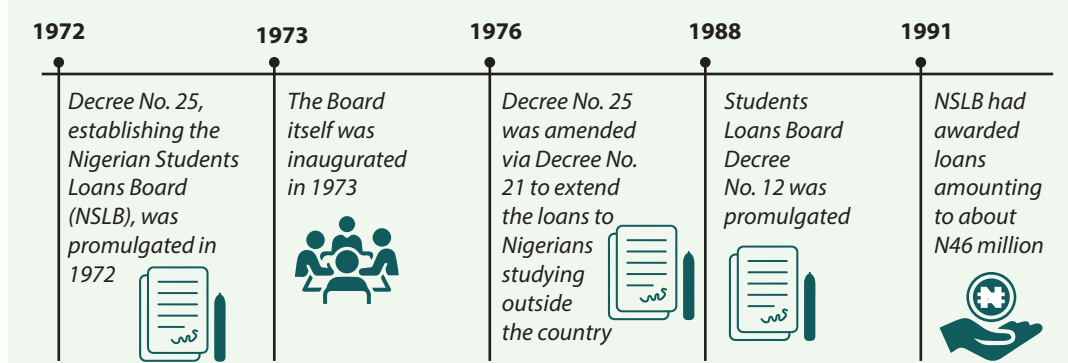 1972
Decree No. 25,
establishing the
Nigerian Students
Loans Board
(NSLB), was
promulgated in
1972
1973
The Board
itself was
inaugurated
in 1973
1976
Decree No. 25
was amended
via Decree No.
21 to extend
the loans to
Nigerians
studying
outside
the country
1988
Students
Loans Board
Decree
No. 12 was
promulgated
1991
NSLB had
awarded
loans
amounting
to about
N46 million
₦